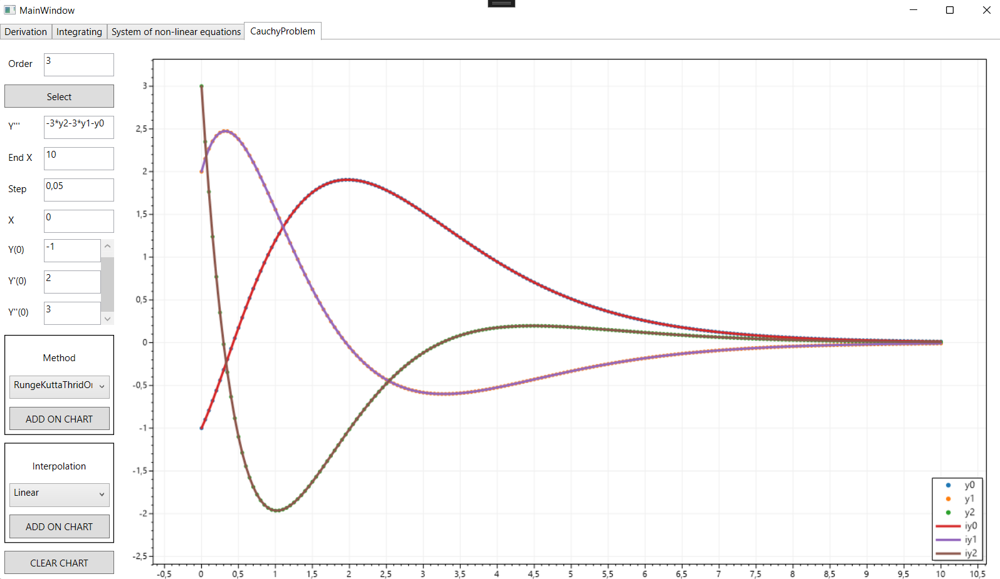 MainWindow
Derivation Integrating System of non-linear equations CauchyProblem
Order 3
Select
Y''' -3*y2-3*y1-y0
End X 10
Step 0,05
X 0
Y(0) -1
Y'(0) 2
Y''(0) 3
Method
RungeKuttaThridOr
ADD ON CHART
Interpolation
Linear
ADD ON CHART
CLEAR CHART
3
2,5
2
1,5
1
0,5
0
-0,5
-1
-1,5
-2
-2,5
-0,5 0 0,5 1 1,5 2 2,5 3 3,5 4 4,5 5 5,5 6 6,5 7 7,5 8 8,5 9 9,5 10 10,5
y0
y1
y2
iy0
iy1
iy2